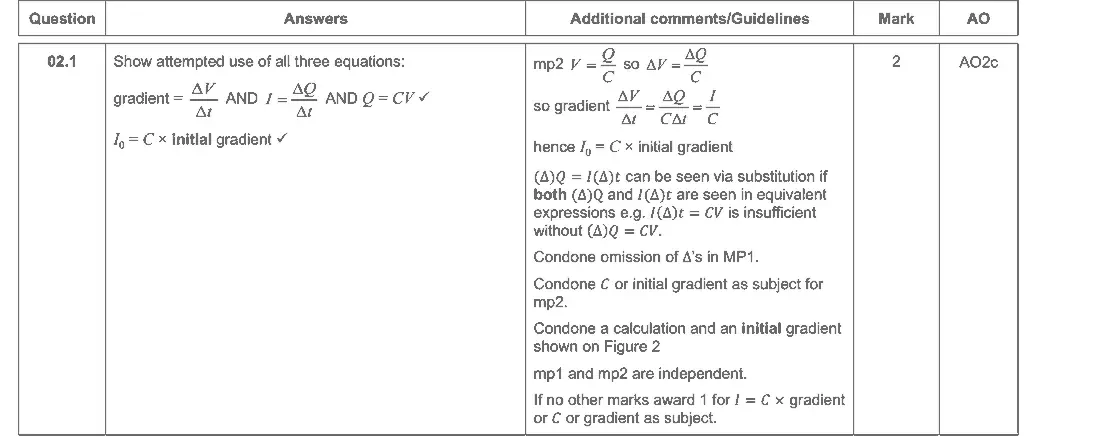 Question Answers Additional comments/Guidelines Mark AO
02.1 Show attempted use of all three equations: mp2 V = Q/C so ΔV = ΔQ/C 2 AO2c
gradient = ΔV/Δt AND I = ΔQ/Δt AND Q = CV ✓
so gradient ΔV/Δt = ΔQ/CΔt = I/C
I₀ = C × initial gradient ✓
hence I₀ = C × initial gradient
(Δ)Q = I(Δ)t can be seen via substitution if
both (Δ)Q and I(Δ)t are seen in equivalent
expressions e.g. I(Δ)t = CV is insufficient
without (Δ)Q = CV.
Condone omission of Δ's in MP1.
Condone C or initial gradient as subject for
mp2.
Condone a calculation and an initial gradient
shown on Figure 2
mp1 and mp2 are independent.
If no other marks award 1 for I = C × gradient
or C or gradient as subject.